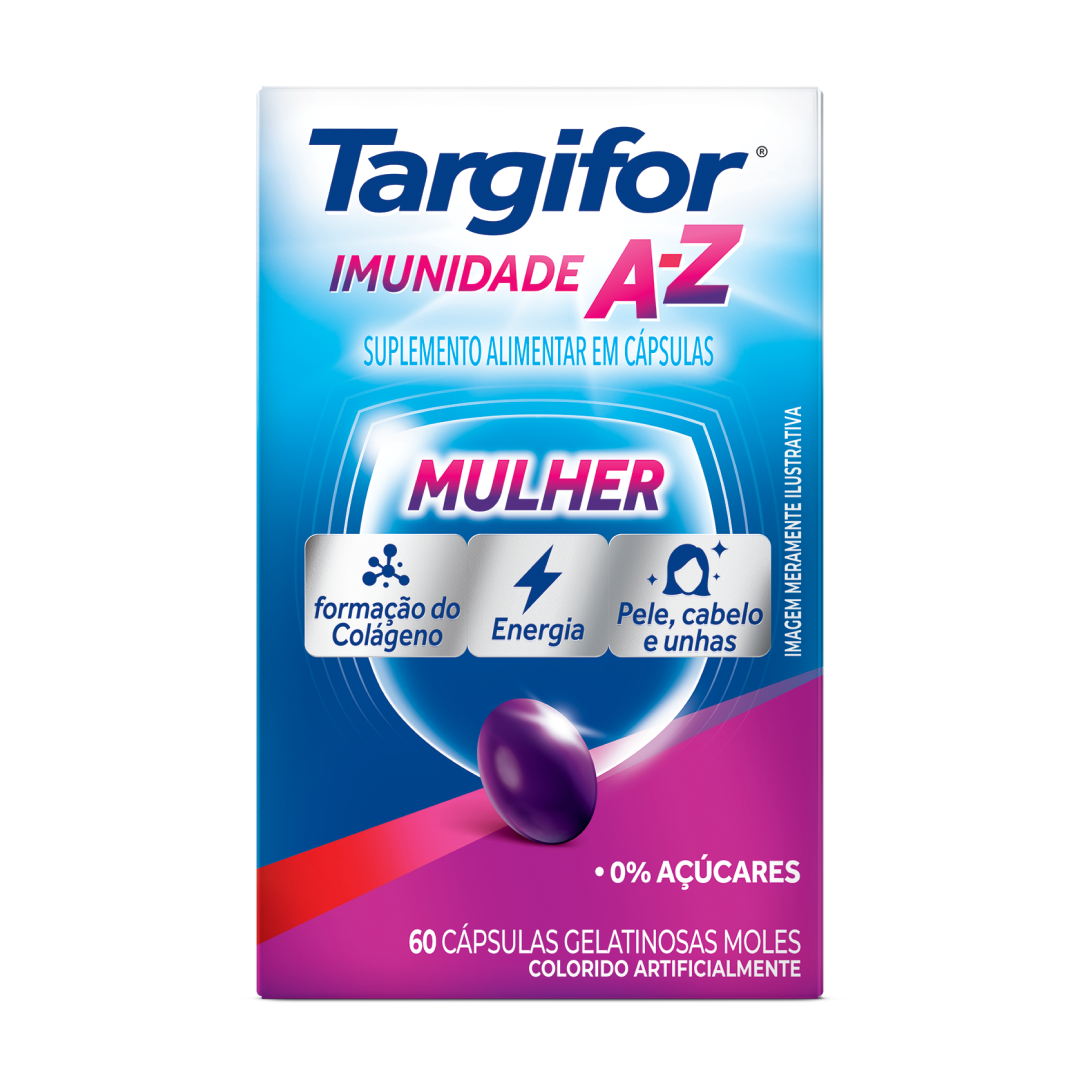 Targifor®
IMUNIDADE A-Z
SUPLEMENTO ALIMENTAR EM CÁPSULAS
MULHER
formação do
Colágeno
Energia
Pele, cabelo
e unhas
IMAGEM MERAMENTE ILUSTRATIVA
• 0% AÇÚCARES
60 CÁPSULAS GELATINOSAS MOLES
COLORIDO ARTIFICIALMENTE